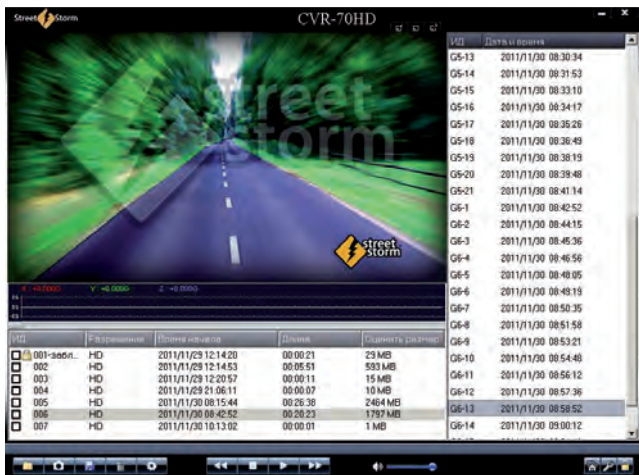 Street Storm
CVR-70HD
street storm
street storm
X : +0.000G Y : +0.000G Z : +0.000G
ИД Разрешение Время начала Длина Оценить размер
001-забл... HD 2011/11/29 12:14:20 00:00:21 29 MB
002 HD 2011/11/29 12:14:53 00:05:51 593 MB
003 HD 2011/11/29 12:20:57 00:00:11 15 MB
004 HD 2011/11/29 21:06:11 00:00:07 10 MB
005 HD 2011/11/30 08:15:44 00:26:38 2464 MB
006 HD 2011/11/30 08:42:52 00:20:23 1797 MB
007 HD 2011/11/30 10:13:02 00:00:01 1 MB
ИД Дата и время
G5-13 2011/11/30 08:30:34
G5-14 2011/11/30 08:31:53
G5-15 2011/11/30 08:33:10
G5-16 2011/11/30 08:34:17
G5-17 2011/11/30 08:35:26
G5-18 2011/11/30 08:36:49
G5-19 2011/11/30 08:38:19
G5-20 2011/11/30 08:39:48
G5-21 2011/11/30 08:41:14
G6-1 2011/11/30 08:42:52
G6-2 2011/11/30 08:44:15
G6-3 2011/11/30 08:45:36
G6-4 2011/11/30 08:46:56
G6-5 2011/11/30 08:48:05
G6-6 2011/11/30 08:49:19
G6-7 2011/11/30 08:50:35
G6-8 2011/11/30 08:51:58
G6-9 2011/11/30 08:53:21
G6-10 2011/11/30 08:54:48
G6-11 2011/11/30 08:56:12
G6-12 2011/11/30 08:57:36
G6-13 2011/11/30 08:58:52
G6-14 2011/11/30 09:00:12